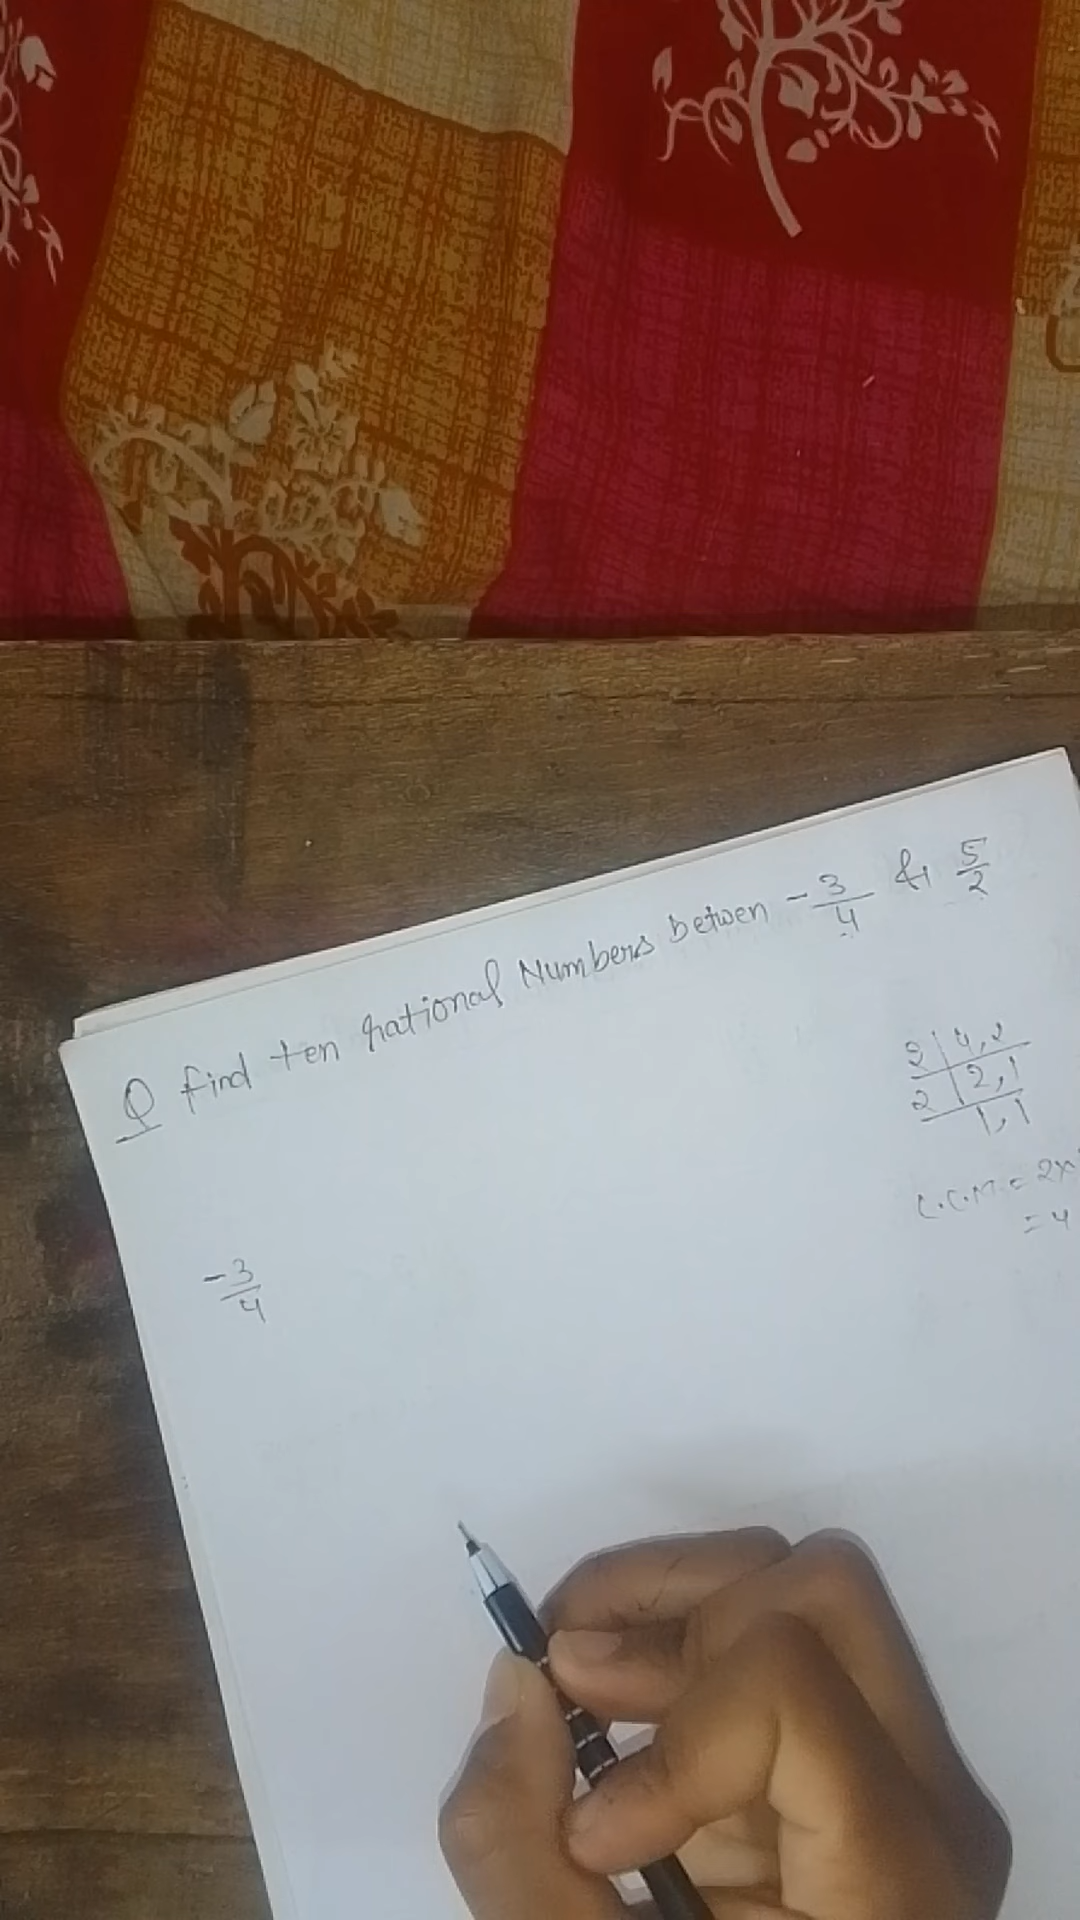 Q find ten rational Numbers betwen -3/4 & 5/2
2 | 4, 2
2 | 2, 1
1, 1
L.C.M. = 2×
= 4
-3/4